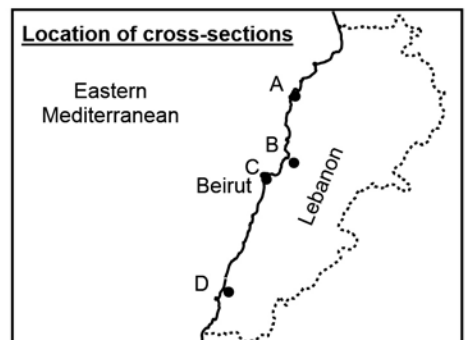 Location of cross-sections
Eastern
Mediterranean
A
B
C
Beirut
Lebanon
D